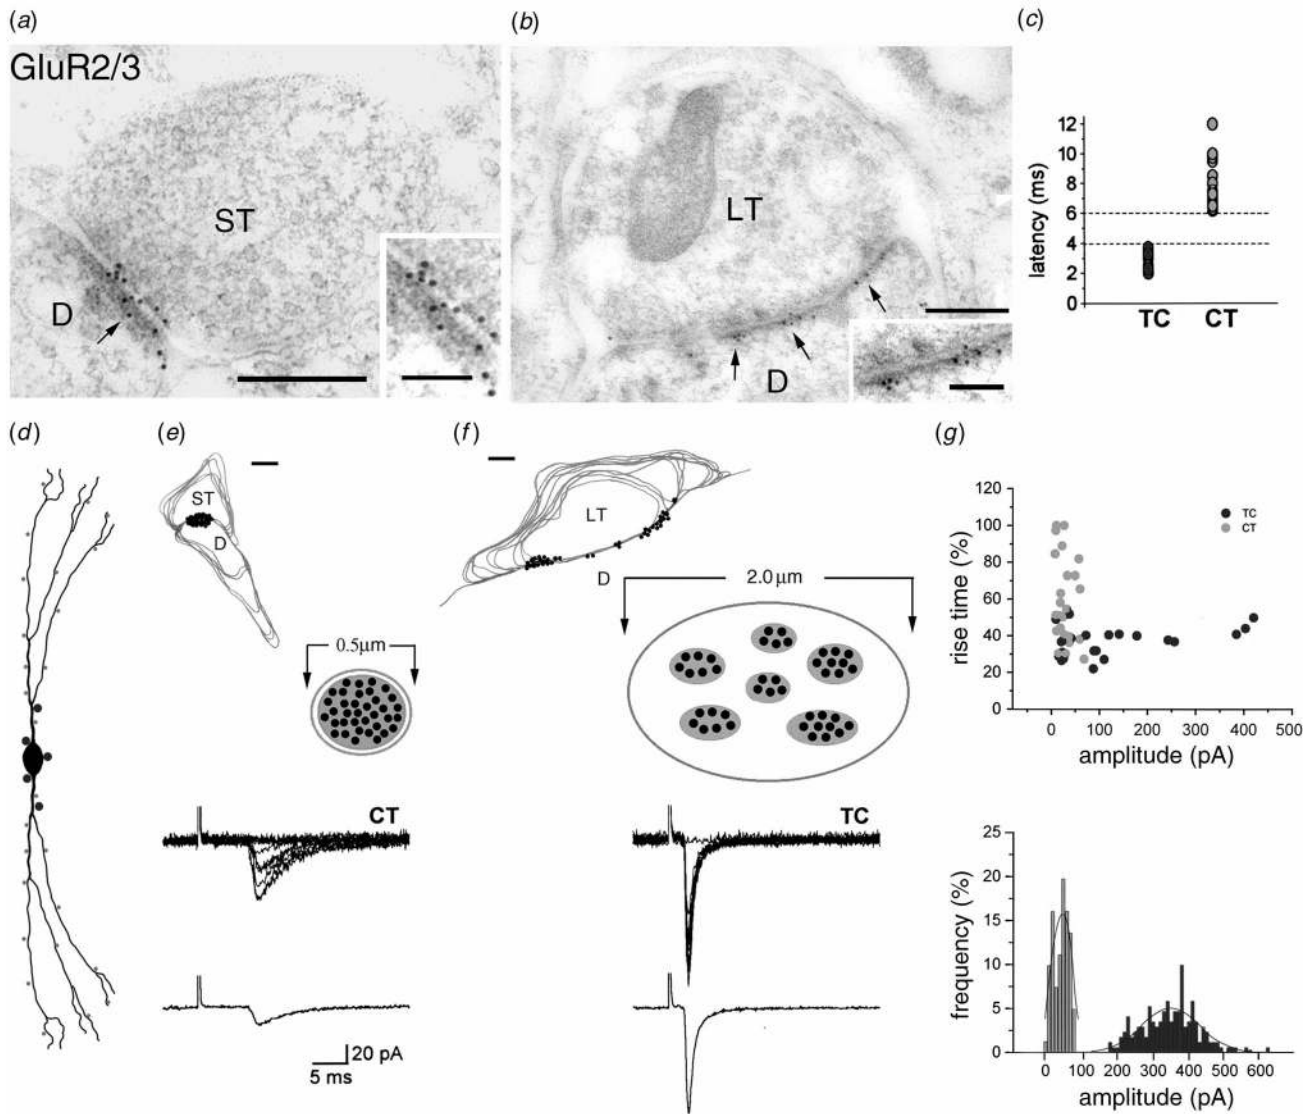 (a)
GluR2/3
ST
D
(b)
LT
D
(c)
latency (ms)
12
10
8
6
4
2
0
TC CT
(d)
(e)
ST
D
0.5μm
CT
20 pA
5 ms
(f)
LT
D
2.0 μm
TC
(g)
rise time (%)
120
100
80
60
40
20
0
TC
CT
0 100 200 300 400 500
amplitude (pA)
frequency (%)
25
20
15
10
5
0
0 100 200 300 400 500 600
amplitude (pA)